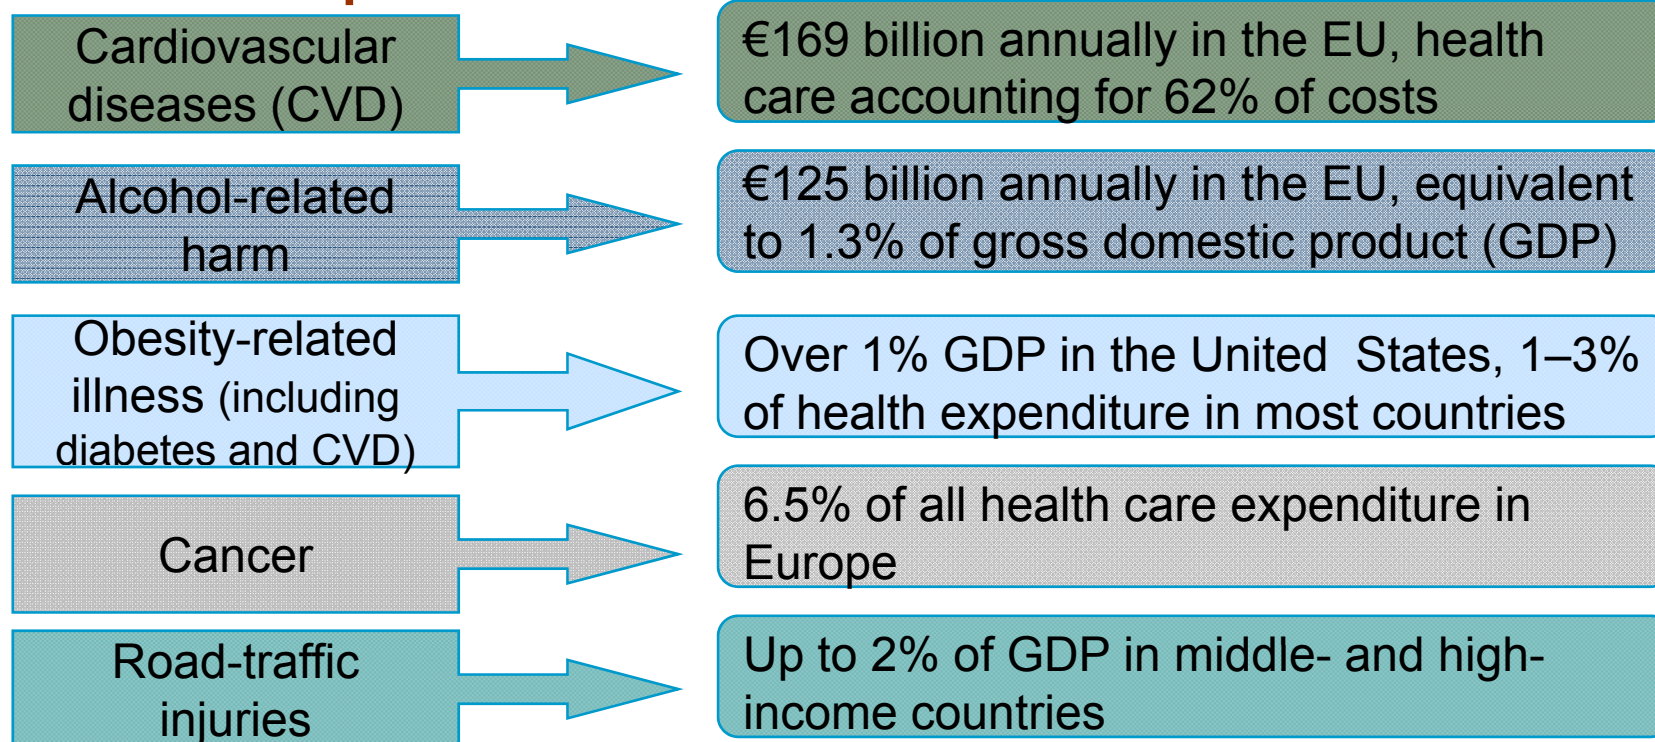 Cardiovascular
diseases (CVD)
€169 billion annually in the EU, health
care accounting for 62% of costs
Alcohol-related
harm
€125 billion annually in the EU, equivalent
to 1.3% of gross domestic product (GDP)
Obesity-related
illness (including
diabetes and CVD)
Over 1% GDP in the United States, 1–3%
of health expenditure in most countries
Cancer
6.5% of all health care expenditure in
Europe
Road-traffic
injuries
Up to 2% of GDP in middle- and high-
income countries